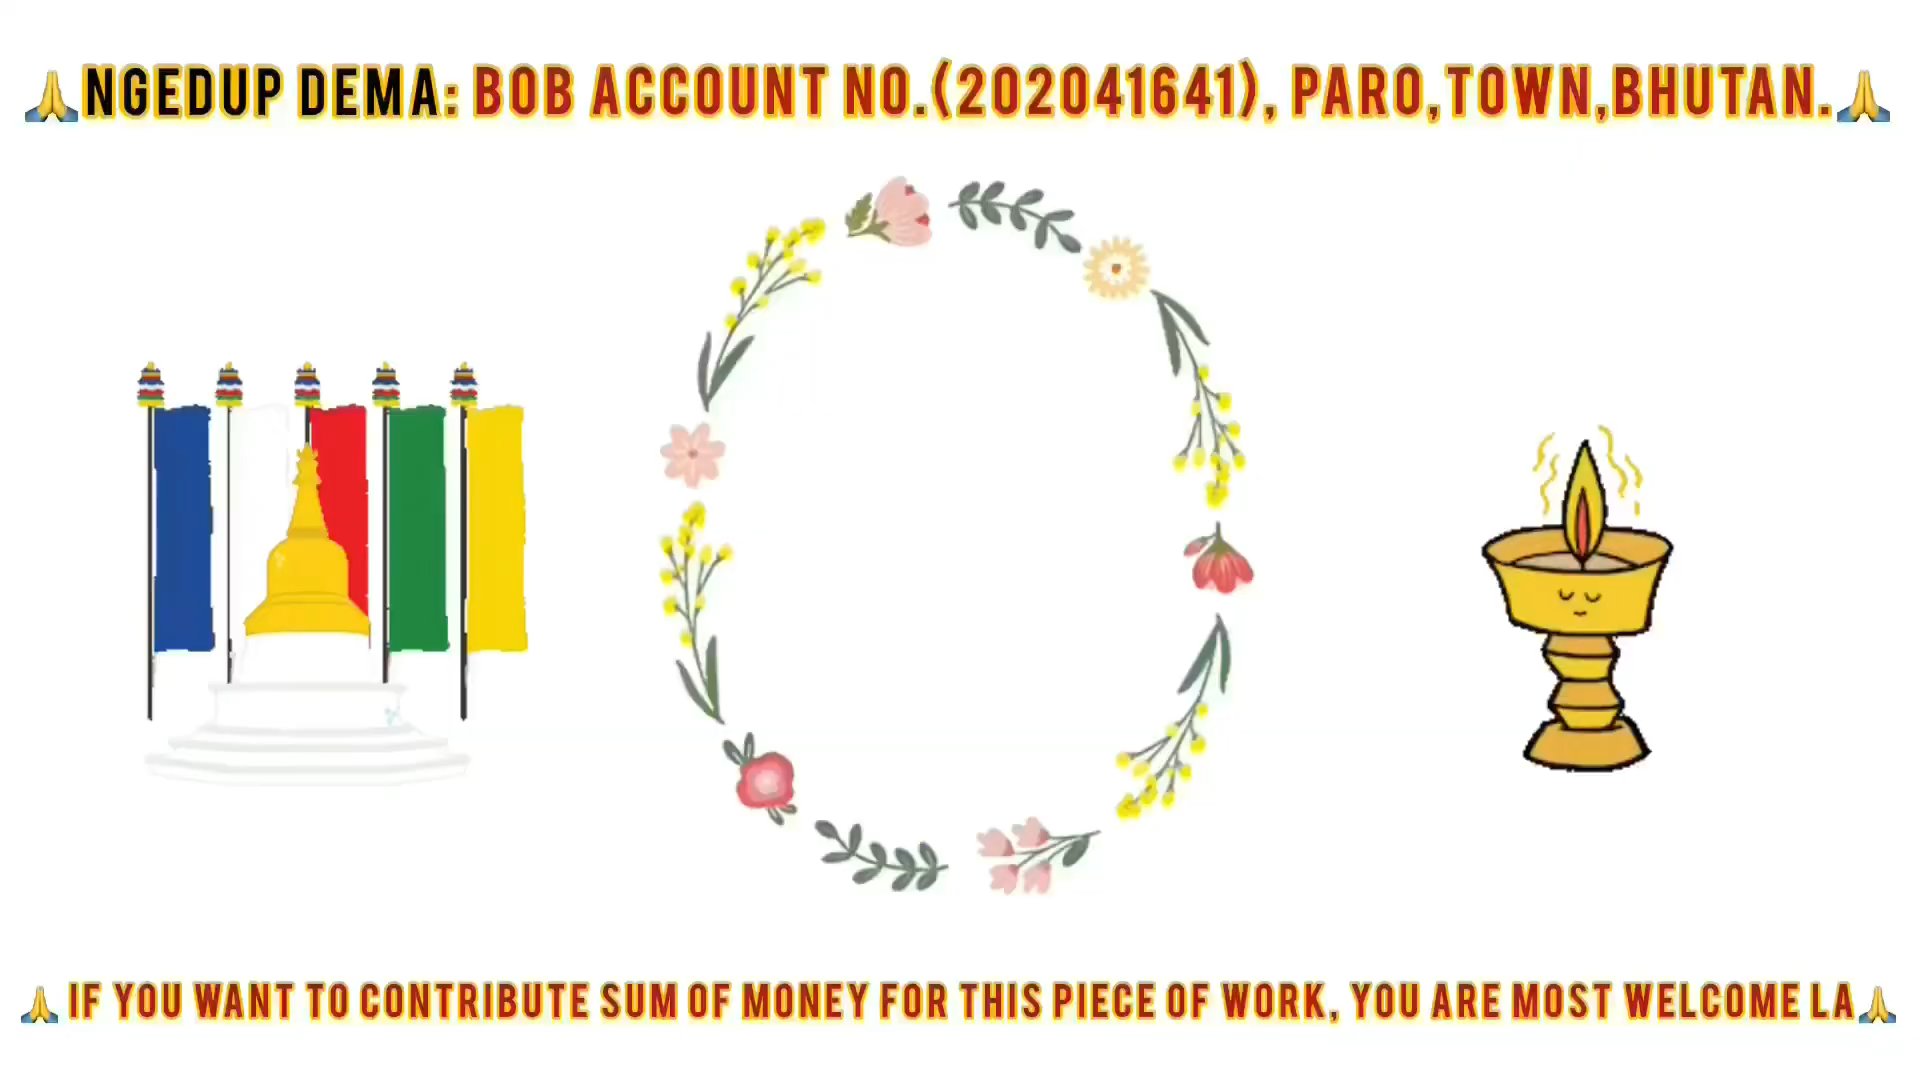 🙏NGEDUP DEMA: BOB ACCOUNT NO.(202041641), PARO,TOWN,BHUTAN.🙏
🙏IF YOU WANT TO CONTRIBUTE SUM OF MONEY FOR THIS PIECE OF WORK, YOU ARE MOST WELCOME LA🙏